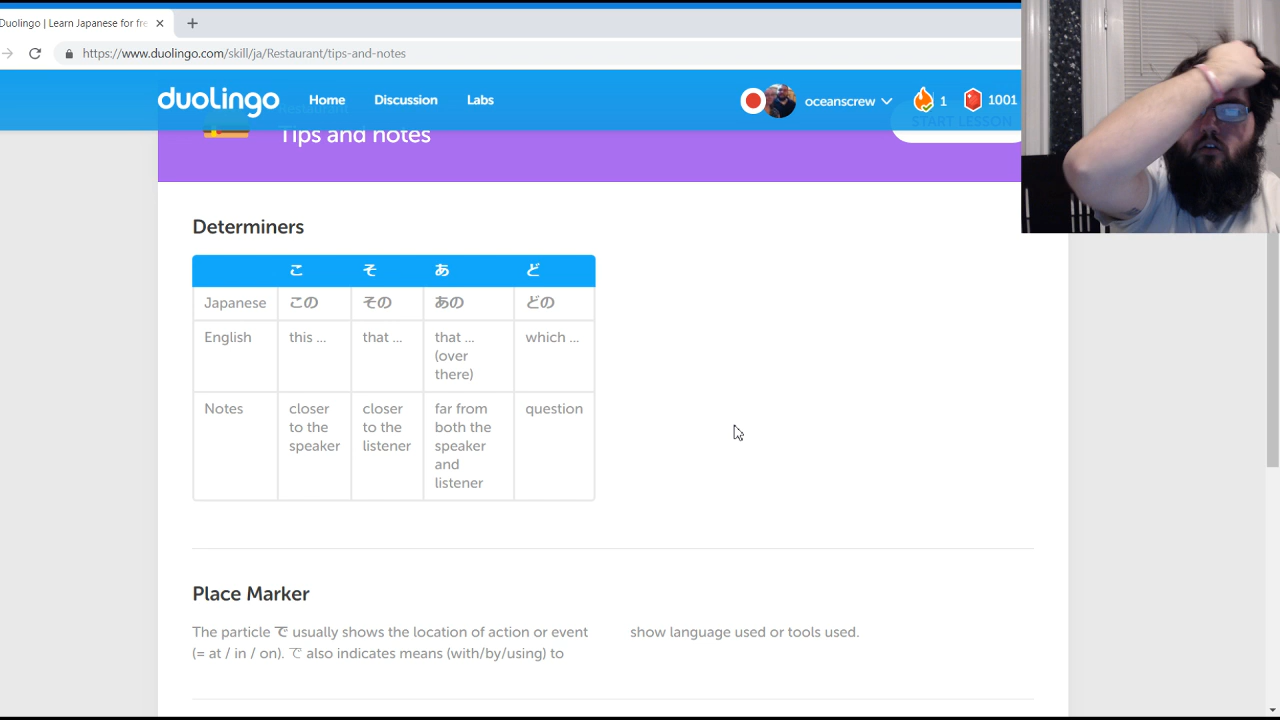 Duolingo | Learn Japanese for fre
https://www.duolingo.com/skill/ja/Restaurant/tips-and-notes
duolingo Home Discussion Labs oceanscrew 1 1001
START LESSON
Tips and notes
Determiners
こ そ あ ど
Japanese この その あの どの
English this ... that ... that ... (over there) which ...
Notes closer to the speaker closer to the listener far from both the speaker and listener question
Place Marker
The particle で usually shows the location of action or event
(= at / in / on). で also indicates means (with/by/using) to
show language used or tools used.